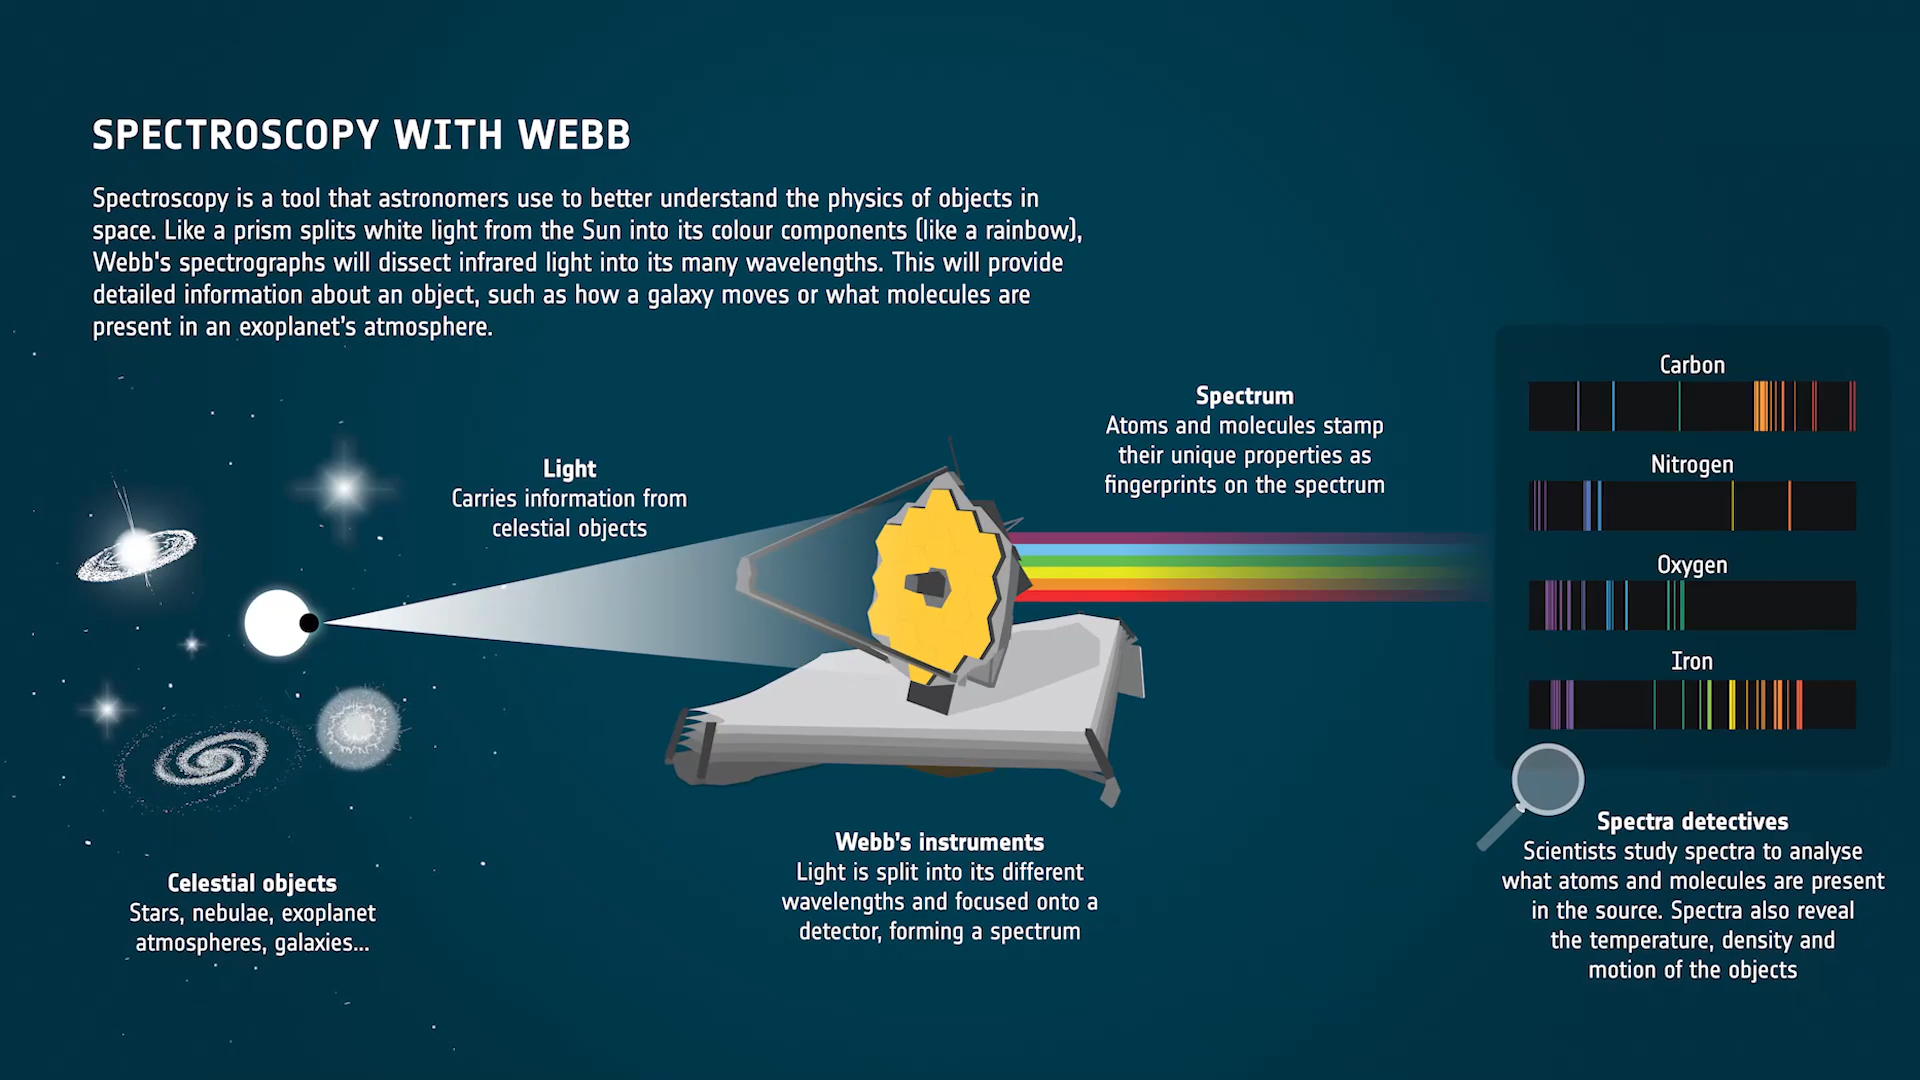 SPECTROSCOPY WITH WEBB
Spectroscopy is a tool that astronomers use to better understand the physics of objects in
space. Like a prism splits white light from the Sun into its colour components (like a rainbow),
Webb's spectrographs will dissect infrared light into its many wavelengths. This will provide
detailed information about an object, such as how a galaxy moves or what molecules are
present in an exoplanet's atmosphere.
Celestial objects
Stars, nebulae, exoplanet
atmospheres, galaxies...
Light
Carries information from
celestial objects
Webb's instruments
Light is split into its different
wavelengths and focused onto a
detector, forming a spectrum
Spectrum
Atoms and molecules stamp
their unique properties as
fingerprints on the spectrum
Carbon
Nitrogen
Oxygen
Iron
Spectra detectives
Scientists study spectra to analyse
what atoms and molecules are present
in the source. Spectra also reveal
the temperature, density and
motion of the objects